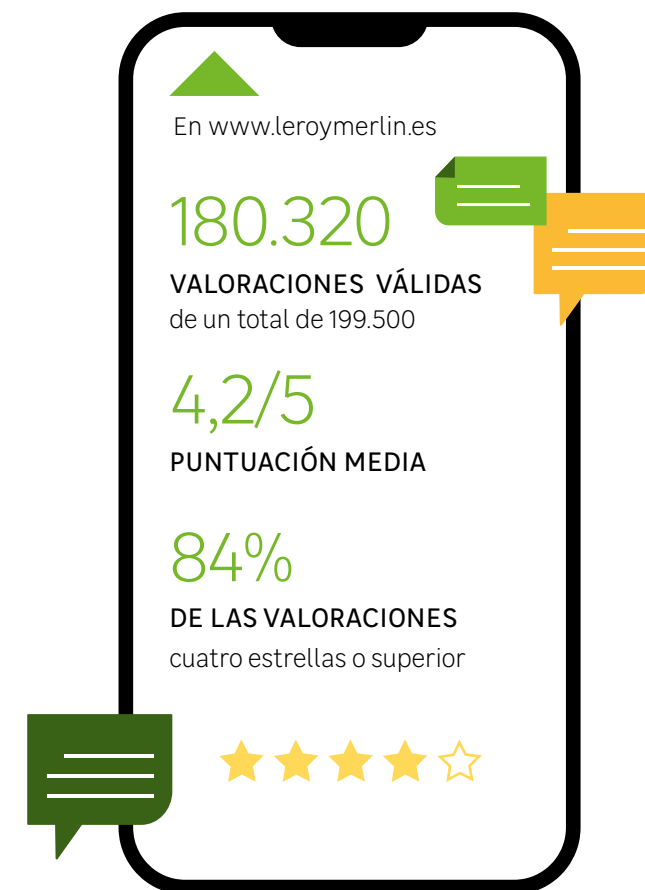 En www.leroymerlin.es
180.320
VALORACIONES VÁLIDAS
de un total de 199.500
4,2/5
PUNTUACIÓN MEDIA
84%
DE LAS VALORACIONES
cuatro estrellas o superior